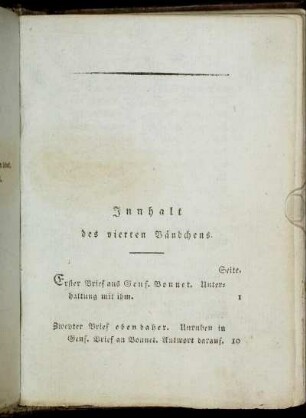 Innhalt
des vierten Bändchens.
Seite.
Erster Brief aus Genf. Bonnet. Unter-
haltung mit ihm. 1
Zweyter Brief ebendaher. Unruhen in
Genf. Brief an Bonnet. Antwort darauf. 10